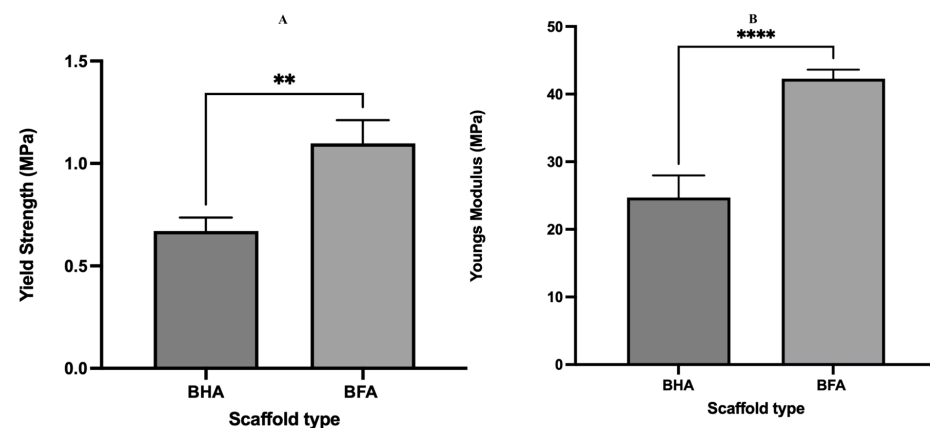 A
Yield Strength (MPa)
1.5
1.0
0.5
0.0
**
BHA
BFA
Scaffold type
B
Youngs Modulus (MPa)
50
40
30
20
10
0
****
BHA
BFA
Scaffold type